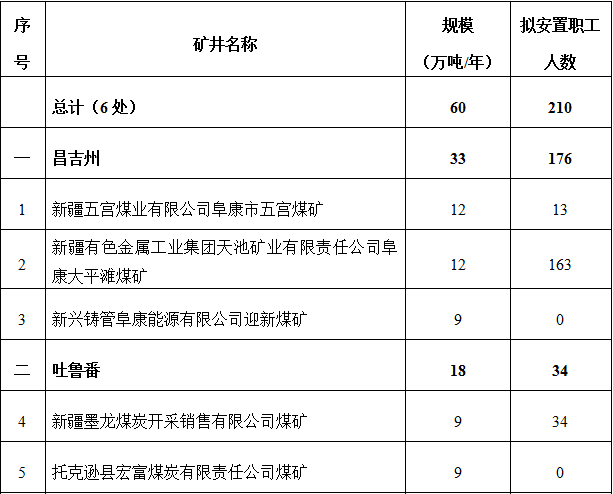 序号 矿井名称 规模（万吨/年） 拟安置职工人数
总计（6 处） 60 210
一 昌吉州 33 176
1 新疆五宫煤业有限公司阜康市五宫煤矿 12 13
2 新疆有色金属工业集团天池矿业有限责任公司阜
康大平滩煤矿 12 163
3 新兴铸管阜康能源有限公司迎新煤矿 9 0
二 吐鲁番 18 34
4 新疆墨龙煤炭开采销售有限公司煤矿 9 34
5 托克逊县宏富煤炭有限责任公司煤矿 9 0